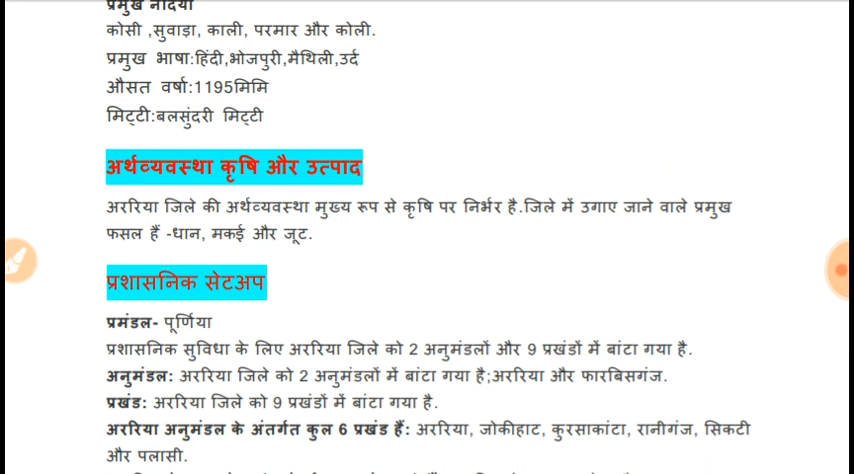 प्रमुख नदियां
कोसी ,सुवाड़ा, काली, परमार और कोली.
प्रमुख भाषा:हिंदी,भोजपुरी,मैथिली,उर्द
औसत वर्षा:1195मिमि
मिट्टी:बलसुंदरी मिट्टी
अर्थव्यवस्था कृषि और उत्पाद
अररिया जिले की अर्थव्यवस्था मुख्य रूप से कृषि पर निर्भर है.जिले में उगाए जाने वाले प्रमुख
फसल हैं -धान, मकई और जूट.
प्रशासनिक सेटअप
प्रमंडल- पूर्णिया
प्रशासनिक सुविधा के लिए अररिया जिले को 2 अनुमंडलों और 9 प्रखंडों में बांटा गया है.
अनुमंडल: अररिया जिले को 2 अनुमंडलों में बांटा गया है;अररिया और फारबिसगंज.
प्रखंड: अररिया जिले को 9 प्रखंडों में बांटा गया है.
अररिया अनुमंडल के अंतर्गत कुल 6 प्रखंड हैं: अररिया, जोकीहाट, कुरसाकांटा, रानीगंज, सिकटी
और पलासी.